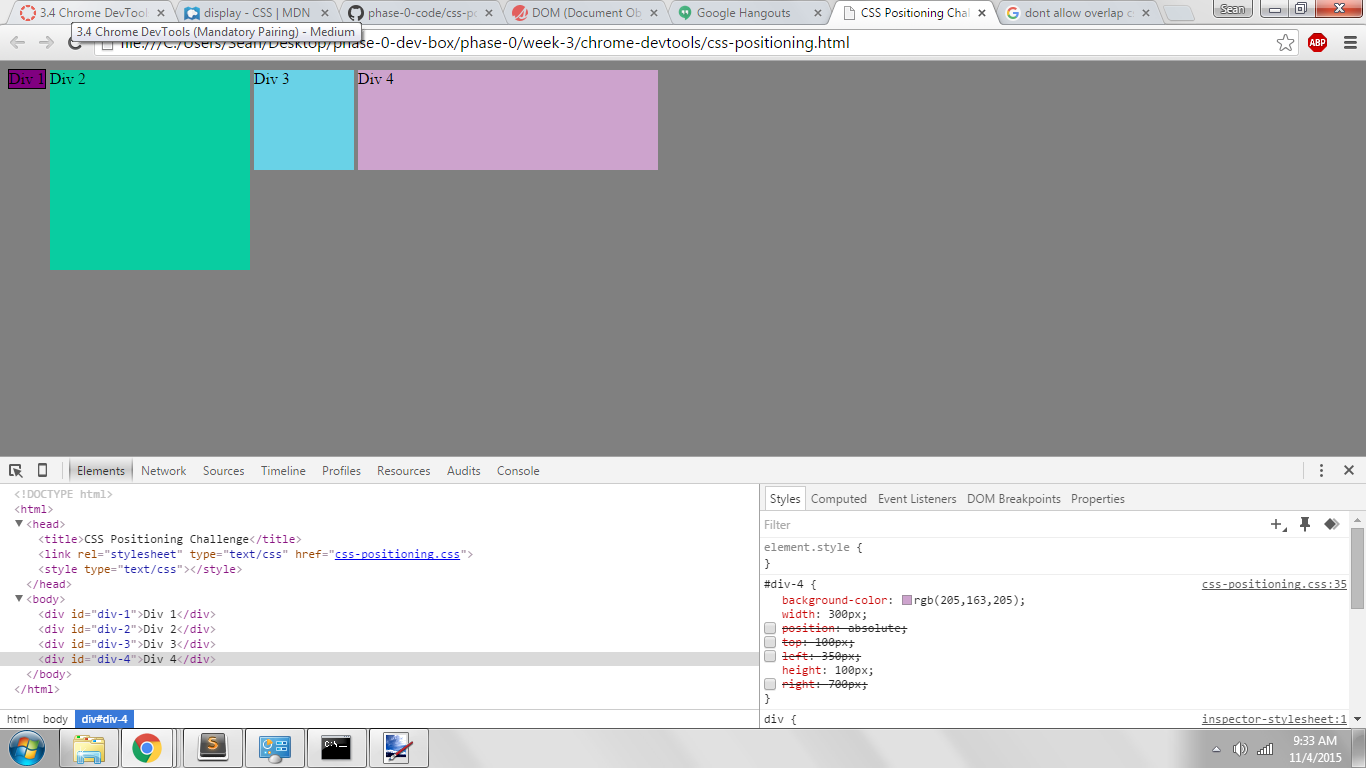 3.4 Chrome DevTool
display - CSS | MDN
phase-0-code/css-po
DOM (Document Ob
Google Hangouts
CSS Positioning Chal
dont allow overlap c
Sean
3.4 Chrome DevTools (Mandatory Pairing) - Medium
file:///C:/Users/Sean/Desktop/phase-0-dev-box/phase-0/week-3/chrome-devtools/css-positioning.html
ABP
Div 1
Div 2
Div 3
Div 4
Elements Network Sources Timeline Profiles Resources Audits Console
<!DOCTYPE html>
<html>
<head>
<title>CSS Positioning Challenge</title>
<link rel="stylesheet" type="text/css" href="css-positioning.css">
<style type="text/css"></style>
</head>
<body>
<div id="div-1">Div 1</div>
<div id="div-2">Div 2</div>
<div id="div-3">Div 3</div>
<div id="div-4">Div 4</div>
</body>
</html>
html body div#div-4
Styles Computed Event Listeners DOM Breakpoints Properties
Filter
element.style {
}
#div-4 { css-positioning.css:35
background-color: rgb(205,163,205);
width: 300px;
position: absolute;
top: 100px;
left: 350px;
height: 100px;
right: 700px;
}
div { inspector-stylesheet:1
C:\_
9:33 AM
11/4/2015